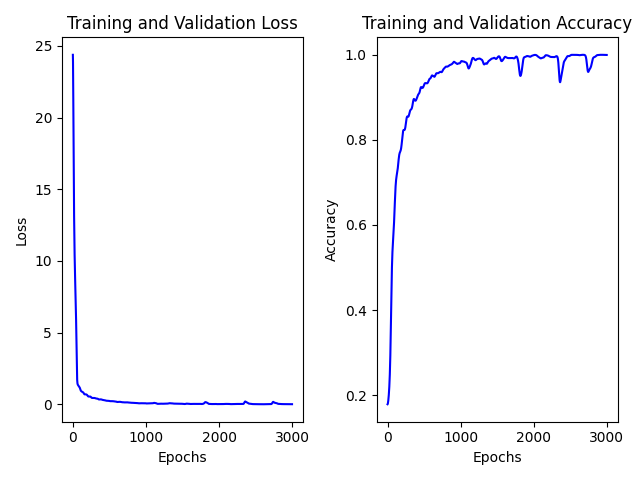 Training and Validation Loss
25
20
15
10
5
0
Loss
0 1000 2000 3000
Epochs
Training and Validation Accuracy
1.0
0.8
0.6
0.4
0.2
Accuracy
0 1000 2000 3000
Epochs